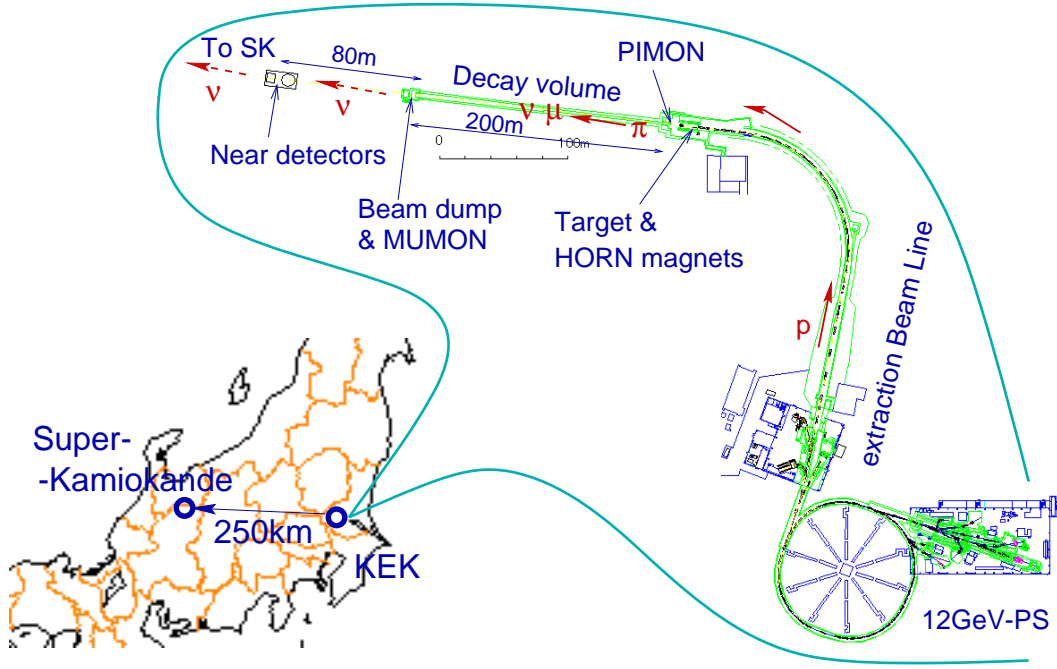 To SK
80m
PIMON
Decay volume
ν
ν
ν μ
π
200m
0
100m
Near detectors
Beam dump
& MUMON
Target &
HORN magnets
p
extraction Beam Line
Super-
-Kamiokande
250km
KEK
12GeV-PS